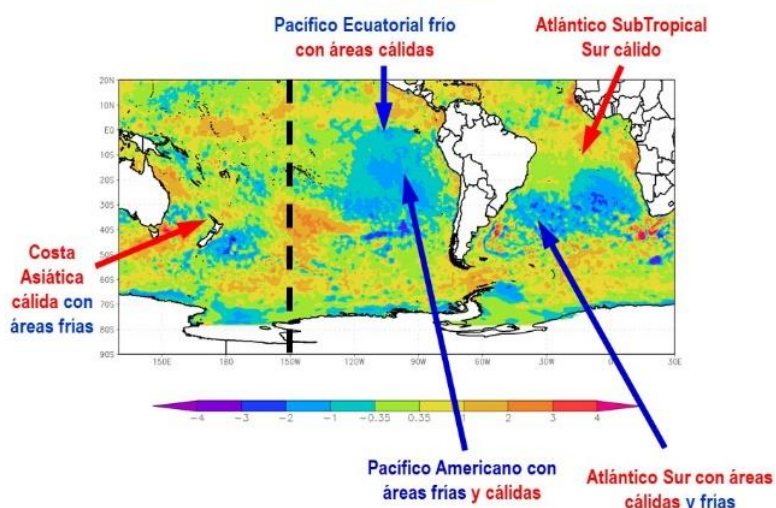 Pacífico Ecuatorial frío
con áreas cálidas
Atlántico SubTropical
Sur cálido
20N
10N
EQ
10S
20S
30S
40S
50S
60S
70S
80S
90S
Costa
Asiática
cálida con
áreas frías
150E
180
150W
120W
90W
60W
30W
0
30E
-4
-3
-2
-1
-0.35
0.35
1
2
3
4
Pacífico Americano con
áreas frías y cálidas
Atlántico Sur con áreas
cálidas y frías